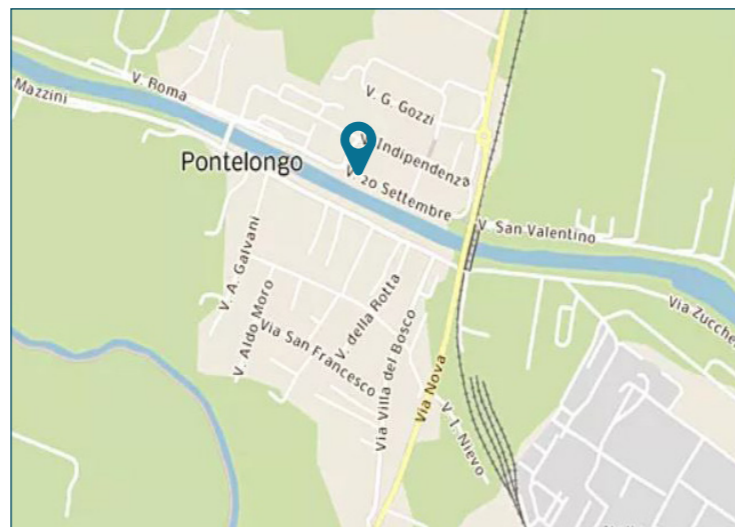 V. Roma
Mazzini
V. G. Gozzi
Indipendenza
Pontelongo
V. 20 Settembre
V. San Valentino
V. A. Galvani
V. Aldo Moro
Via San Francesco
V. della Rotta
Via Villa del Bosco
Via Nova
V. I. Nievo
Via Zucche